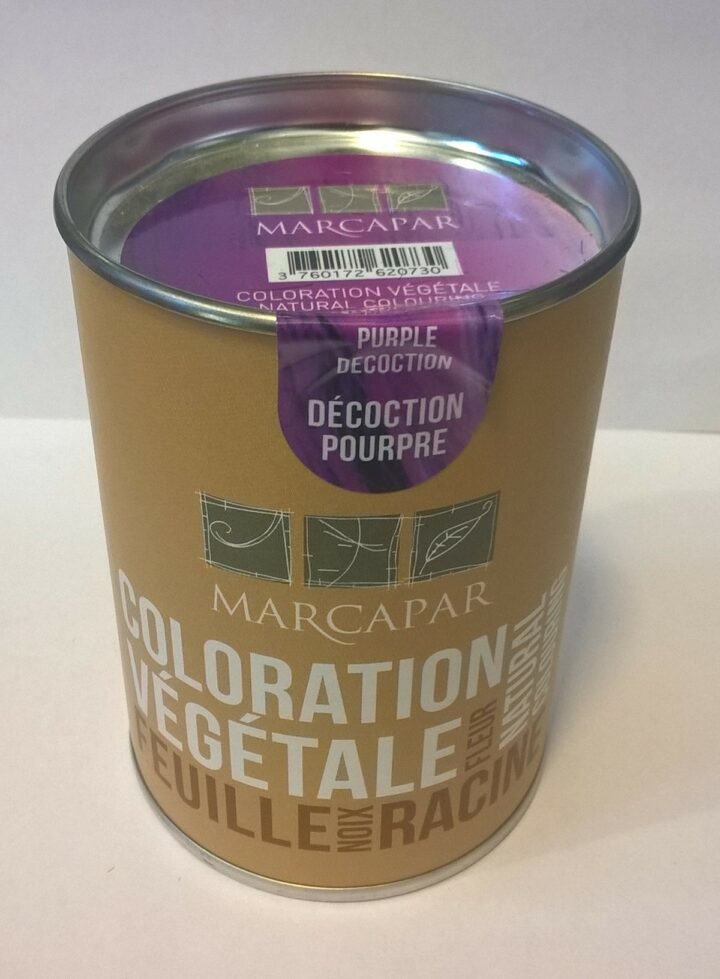 MARCAPAR
3 760172 620730
COLORATION VÉGÉTALE
NATURAL COLOURING
PURPLE
DECOCTION
DÉCOCTION
POURPRE
MARCAPAR
COLORATION
VÉGÉTALE
NATURAL
COLOURING
FLEUR
FEUILLE
NOIX
RACINE